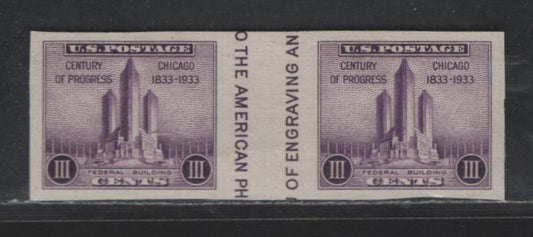 U.S. POSTAGE
CENTURY CHICAGO
OF PROGRESS 1833-1933
III III
FEDERAL BUILDING
CENTS
O THE AMERICAN PH
OF ENGRAVING AN
U.S. POSTAGE
CENTURY CHICAGO
OF PROGRESS 1833-1933
III III
FEDERAL BUILDING
CENTS